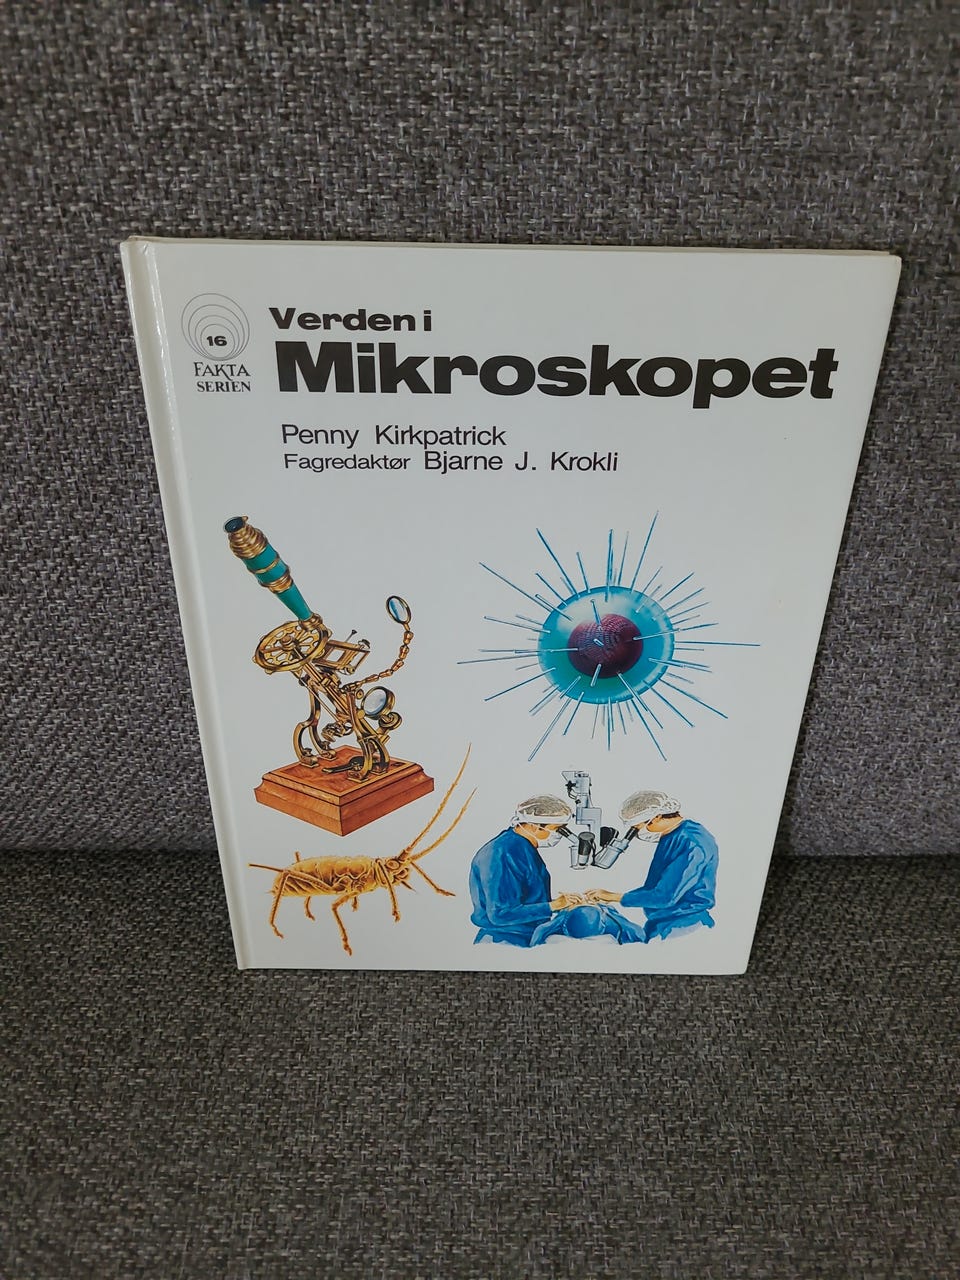 16
FAKTA
SERIEN
Verden i
Mikroskopet
Penny Kirkpatrick
Fagredaktør Bjarne J. Krokli